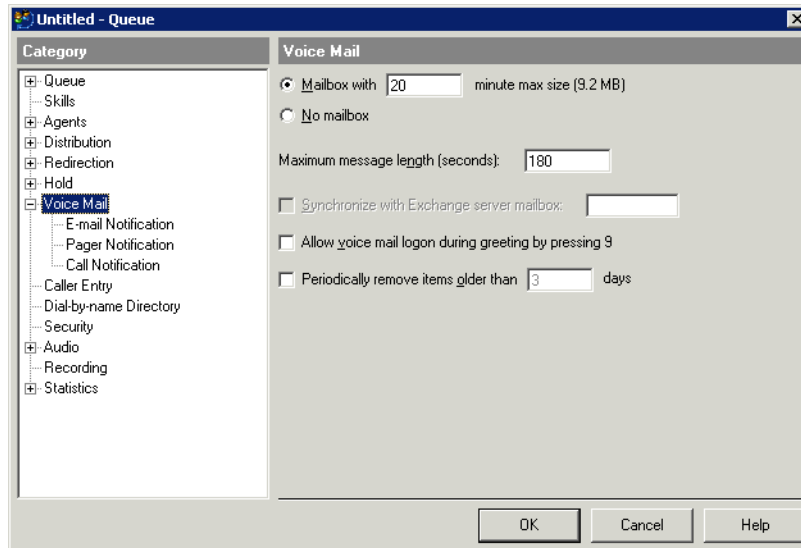 Untitled - Queue
Category
Queue
Skills
Agents
Distribution
Redirection
Hold
Voice Mail
E-mail Notification
Pager Notification
Call Notification
Caller Entry
Dial-by-name Directory
Security
Audio
Recording
Statistics
Voice Mail
Mailbox with 20 minute max size (9.2 MB)
No mailbox
Maximum message length (seconds): 180
Synchronize with Exchange server mailbox:
Allow voice mail logon during greeting by pressing 9
Periodically remove items older than 3 days
OK Cancel Help